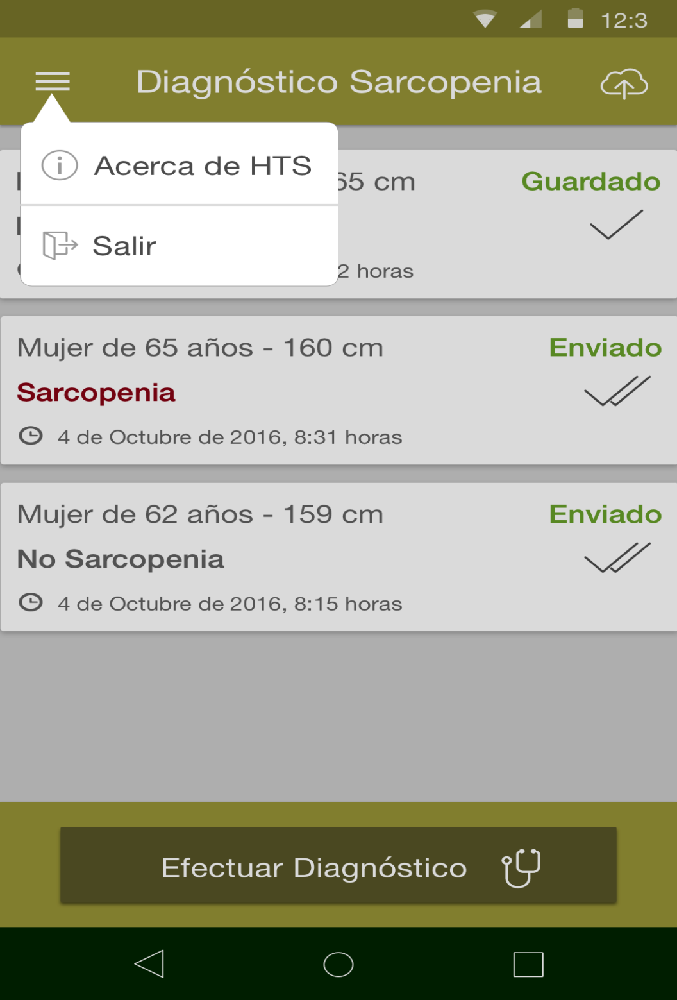 12:3
Diagnóstico Sarcopenia
Acerca de HTS
Salir
65 cm
Guardado
2 horas
Mujer de 65 años - 160 cm
Enviado
Sarcopenia
4 de Octubre de 2016, 8:31 horas
Mujer de 62 años - 159 cm
Enviado
No Sarcopenia
4 de Octubre de 2016, 8:15 horas
Efectuar Diagnóstico